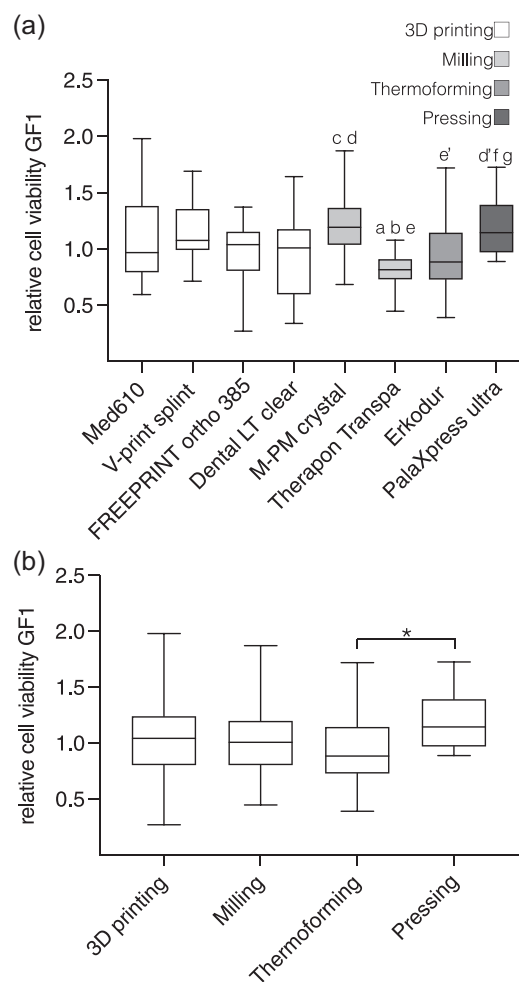 (a)
3D printing
Milling
Thermoforming
Pressing
relative cell viability GF1
2.5
2.0
1.5
1.0
0.5
c d
a b e
e'
d'f g
Med610
V-print splint
FREEPRINT ortho 385
Dental LT clear
M-PM crystal
Therapon Transpa
Erkodur
PalaXpress ultra
(b)
relative cell viability GF1
2.5
2.0
1.5
1.0
0.5
*
3D printing
Milling
Thermoforming
Pressing